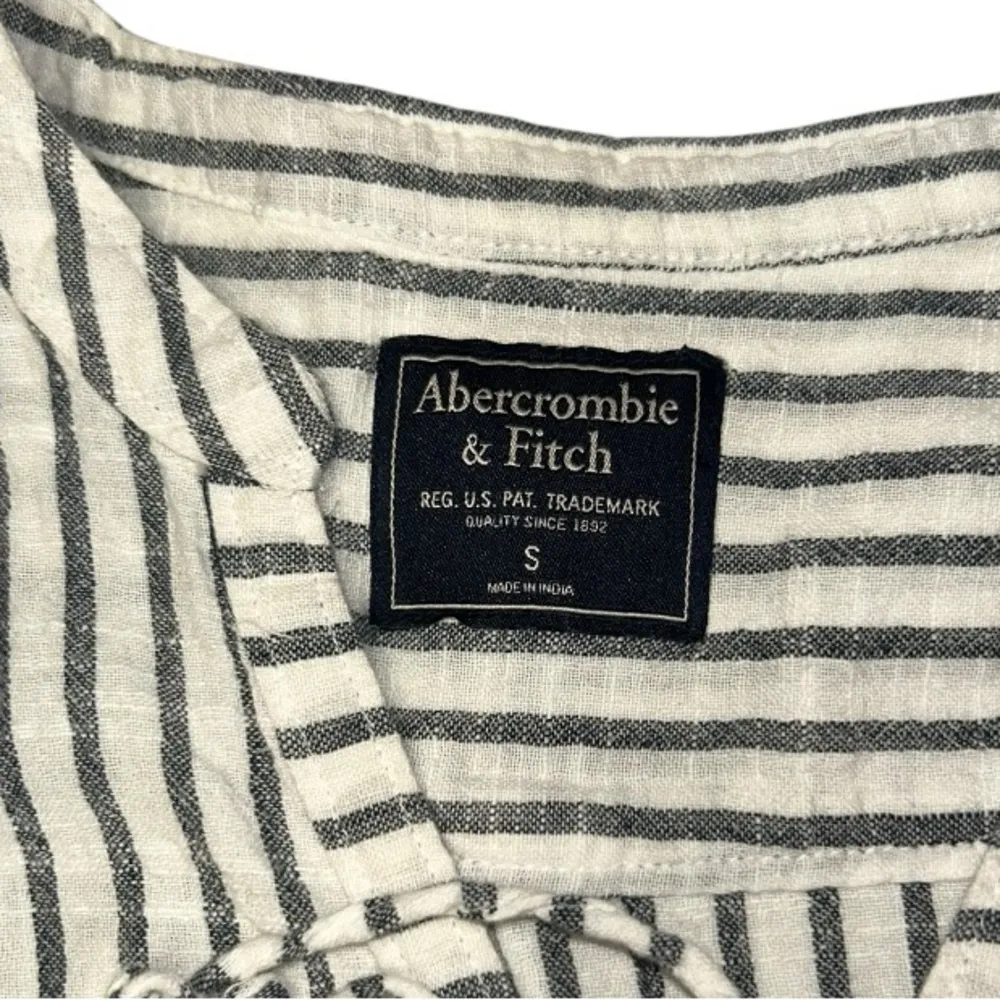 Abercrombie
& Fitch
REG. U.S. PAT. TRADEMARK
QUALITY SINCE 1892
S
MADE IN INDIA